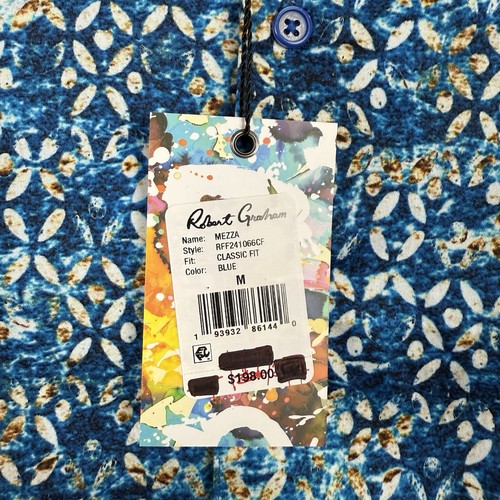 Robert Graham
Name: MEZZA
Style: RFF241066CF
Fit: CLASSIC FIT
Color: BLUE
M
1 93932 86144 0
$198.00